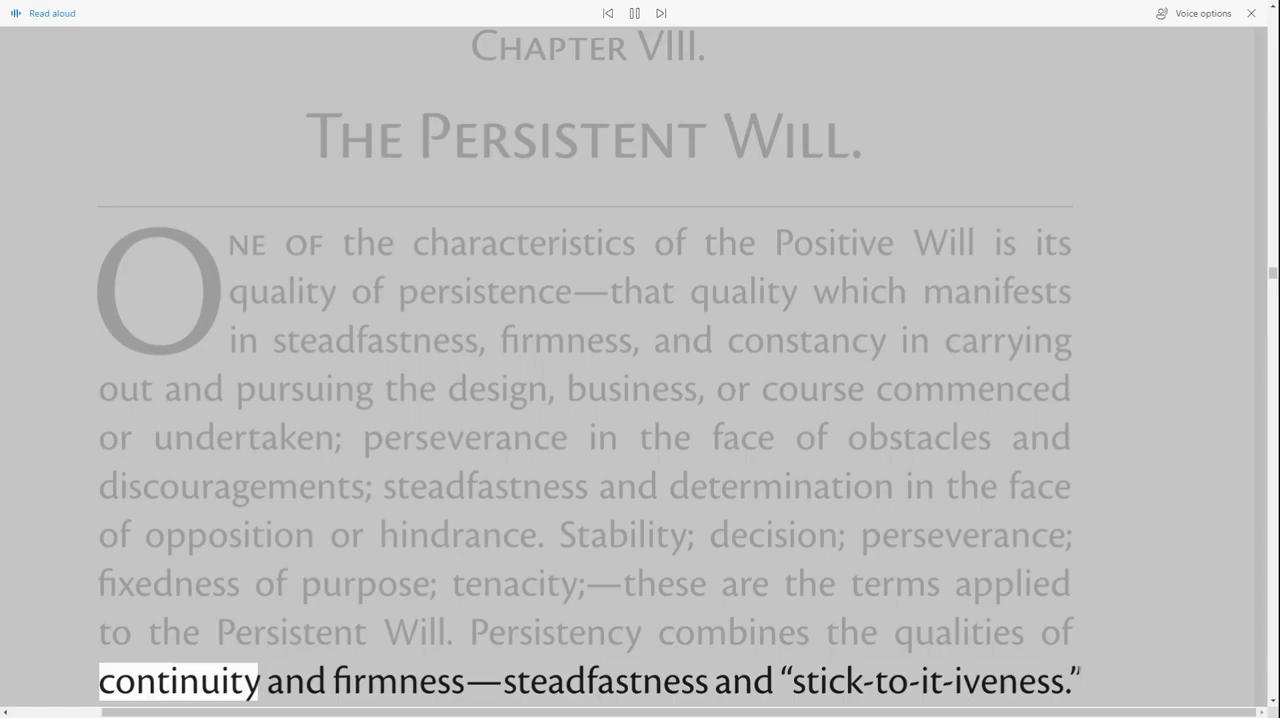 Read aloud
Voice options
CHAPTER VIII.
THE PERSISTENT WILL.
ONE OF the characteristics of the Positive Will is its
quality of persistence—that quality which manifests
in steadfastness, firmness, and constancy in carrying
out and pursuing the design, business, or course commenced
or undertaken; perseverance in the face of obstacles and
discouragements; steadfastness and determination in the face
of opposition or hindrance. Stability; decision; perseverance;
fixedness of purpose; tenacity;—these are the terms applied
to the Persistent Will. Persistency combines the qualities of
continuity and firmness—steadfastness and “stick-to-it-iveness.”